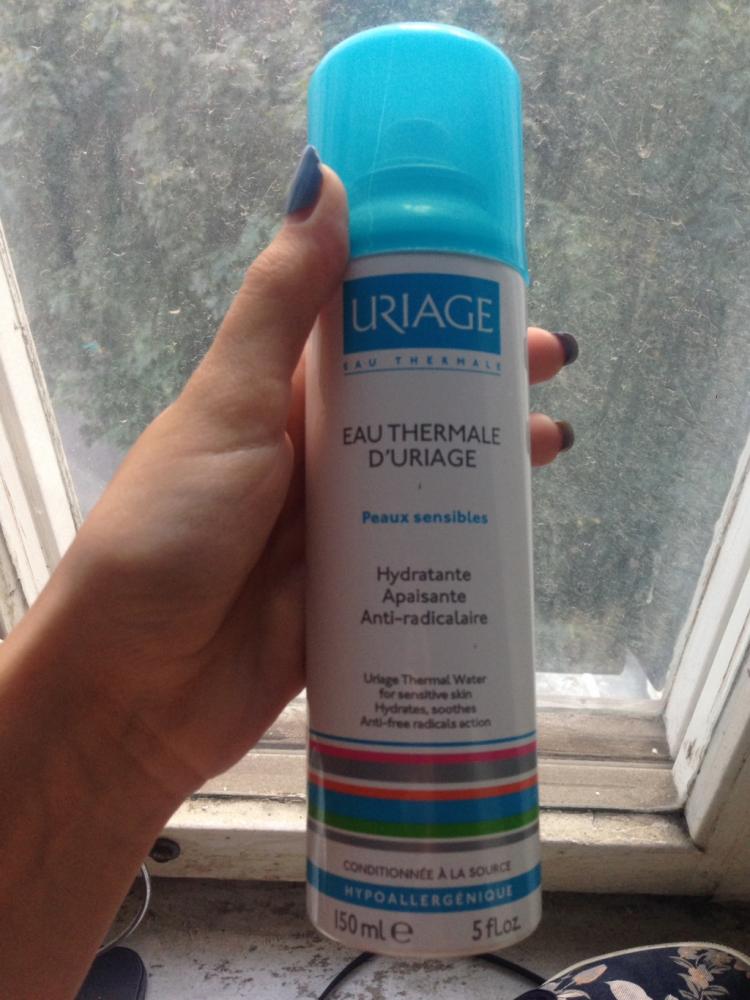 URIAGE
EAU THERMALE
EAU THERMALE
D'URIAGE
Peaux sensibles
Hydratante
Apaisante
Anti-radicalaire
Uriage Thermal Water
for sensitive skin
Hydrates, soothes
Anti-free radicals action
CONDITIONNÉE À LA SOURCE
HYPOALLERGÉNIQUE
150 ml e 5 fl.oz.